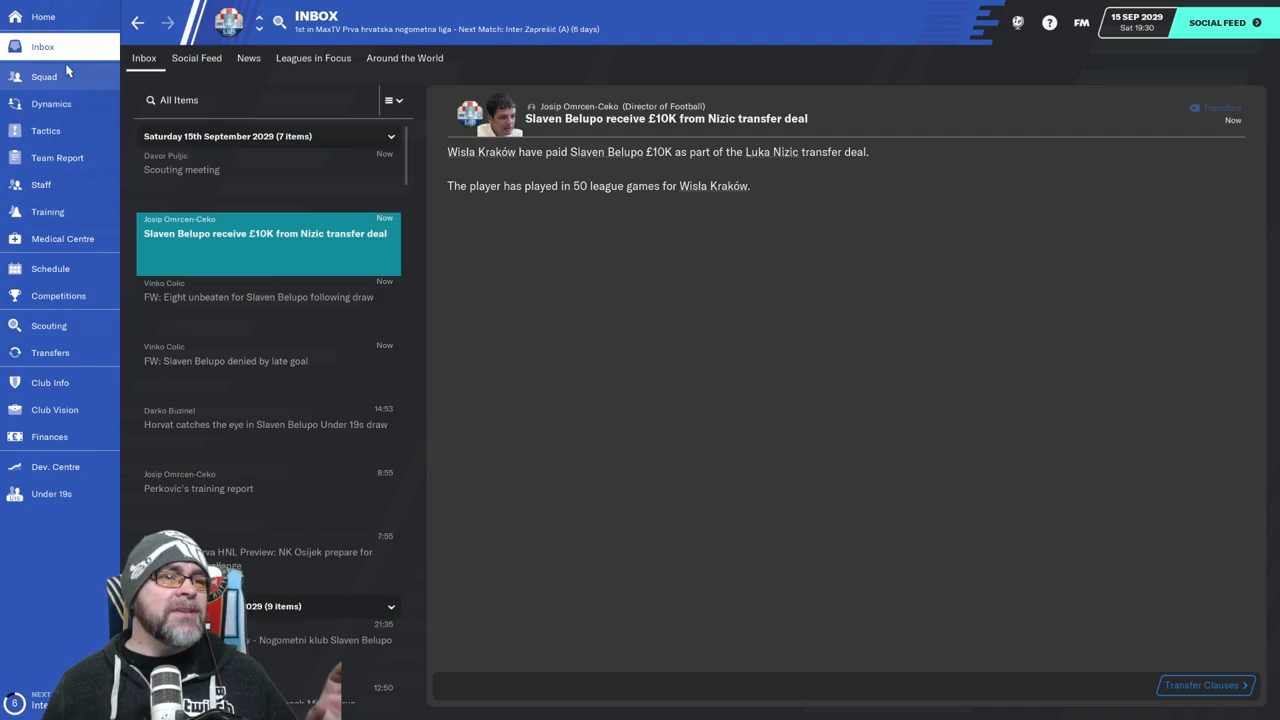 Home
Inbox
Squad
Dynamics
Tactics
Team Report
Staff
Training
Medical Centre
Schedule
Competitions
Scouting
Transfers
Club Info
Club Vision
Finances
Dev. Centre
Under 19s
6
NEXT
INBOX
1st in MaxTV Prva hrvatska nogometna liga - Next Match: Inter Zaprešić (A) (6 days)
FM
15 SEP 2029
Sat 19:30
SOCIAL FEED
Inbox
Social Feed
News
Leagues in Focus
Around the World
All Items
Saturday 15th September 2029 (7 items)
Davor Puljic
Now
Scouting meeting
Josip Omrcen-Ceko
Now
Slaven Belupo receive £10K from Nizic transfer deal
Vinko Colic
Now
FW: Eight unbeaten for Slaven Belupo following draw
Vinko Colic
Now
FW: Slaven Belupo denied by late goal
Darko Buzinel
14:53
Horvat catches the eye in Slaven Belupo Under 19s draw
Josip Omrcen-Ceko
8:55
Perkovic's training report
7:55
HNL Preview: NK Osijek prepare for
2029 (9 items)
21:35
- Nogometni klub Slaven Belupo
12:50
Josip Omrcen-Ceko (Director of Football)
Slaven Belupo receive £10K from Nizic transfer deal
Transfers
Now
Wisła Kraków have paid Slaven Belupo £10K as part of the Luka Nizic transfer deal.
The player has played in 50 league games for Wisła Kraków.
Transfer Clauses
twitch